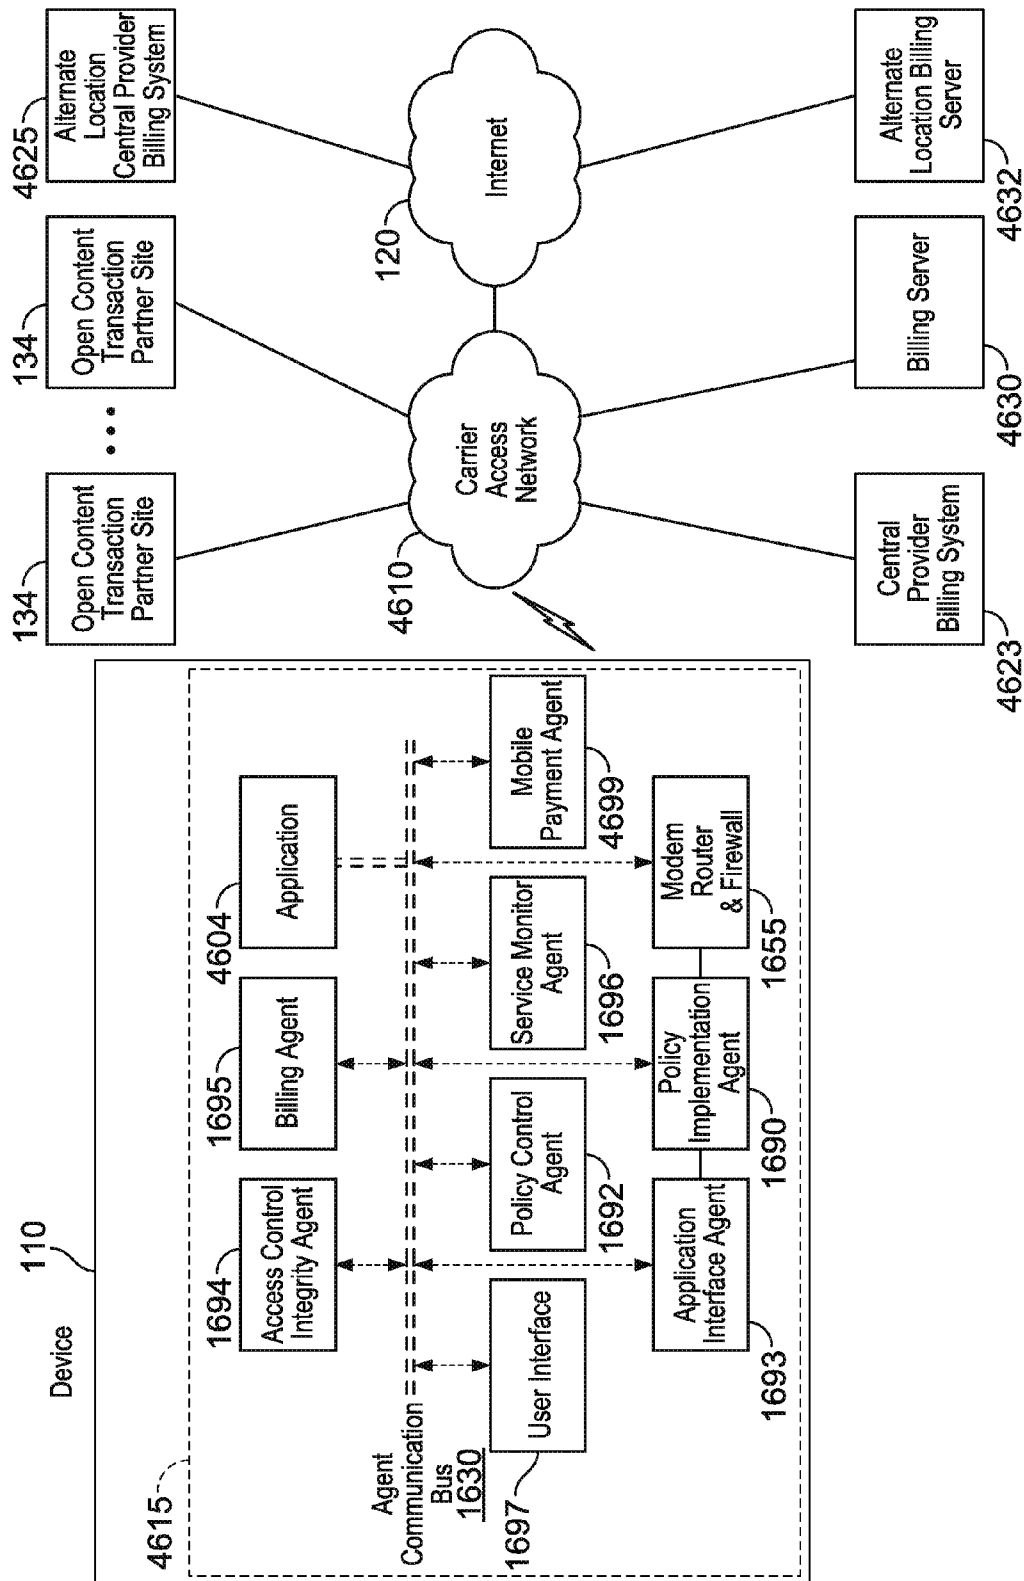 Device
110
4615
1694
Access Control
Integrity Agent
1695
Billing Agent
4604
Application
Agent
Communication
Bus
1630
User Interface
1697
Policy Control
Agent
1692
Service Monitor
Agent
1696
Mobile
Payment Agent
4699
Application
Interface Agent
1693
Policy
Implementation
Agent
1690
Modem
Router
& Firewall
1655
134
Open Content
Transaction
Partner Site
134
Open Content
Transaction
Partner Site
4625
Alternate
Location
Central Provider
Billing System
4610
Carrier
Access
Network
120
Internet
Central
Provider
Billing System
4623
Billing Server
4630
Alternate
Location Billing
Server
4632